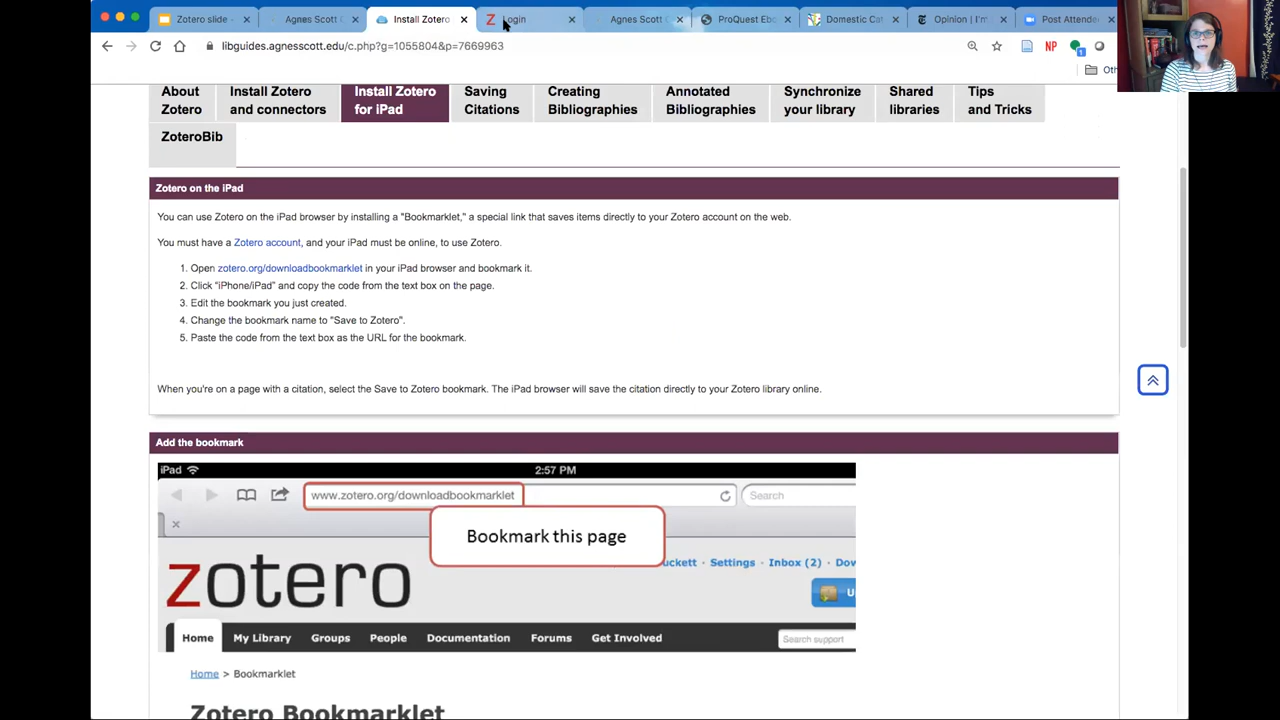 Zotero slide -
Agnes Scott C
Install Zotero
Login
Agnes Scott C
ProQuest Ebo
Domestic Cat
Opinion | I'm
Post Attende
libguides.agnesscott.edu/c.php?g=1055804&p=7669963
NP
1
Oth
About Zotero
Install Zotero and connectors
Install Zotero for iPad
Saving Citations
Creating Bibliographies
Annotated Bibliographies
Synchronize your library
Shared libraries
Tips and Tricks
ZoteroBib
Zotero on the iPad
You can use Zotero on the iPad browser by installing a "Bookmarklet," a special link that saves items directly to your Zotero account on the web.
You must have a Zotero account, and your iPad must be online, to use Zotero.
1. Open zotero.org/downloadbookmarklet in your iPad browser and bookmark it.
2. Click "iPhone/iPad" and copy the code from the text box on the page.
3. Edit the bookmark you just created.
4. Change the bookmark name to "Save to Zotero".
5. Paste the code from the text box as the URL for the bookmark.
When you're on a page with a citation, select the Save to Zotero bookmark. The iPad browser will save the citation directly to your Zotero library online.
Add the bookmark
iPad
2:57 PM
www.zotero.org/downloadbookmarklet
Search
Bookmark this page
zotero
uckett · Settings · Inbox (2) · Dow
U
Home
My Library
Groups
People
Documentation
Forums
Get Involved
Search support
Home > Bookmarklet
Zotero Bookmarklet